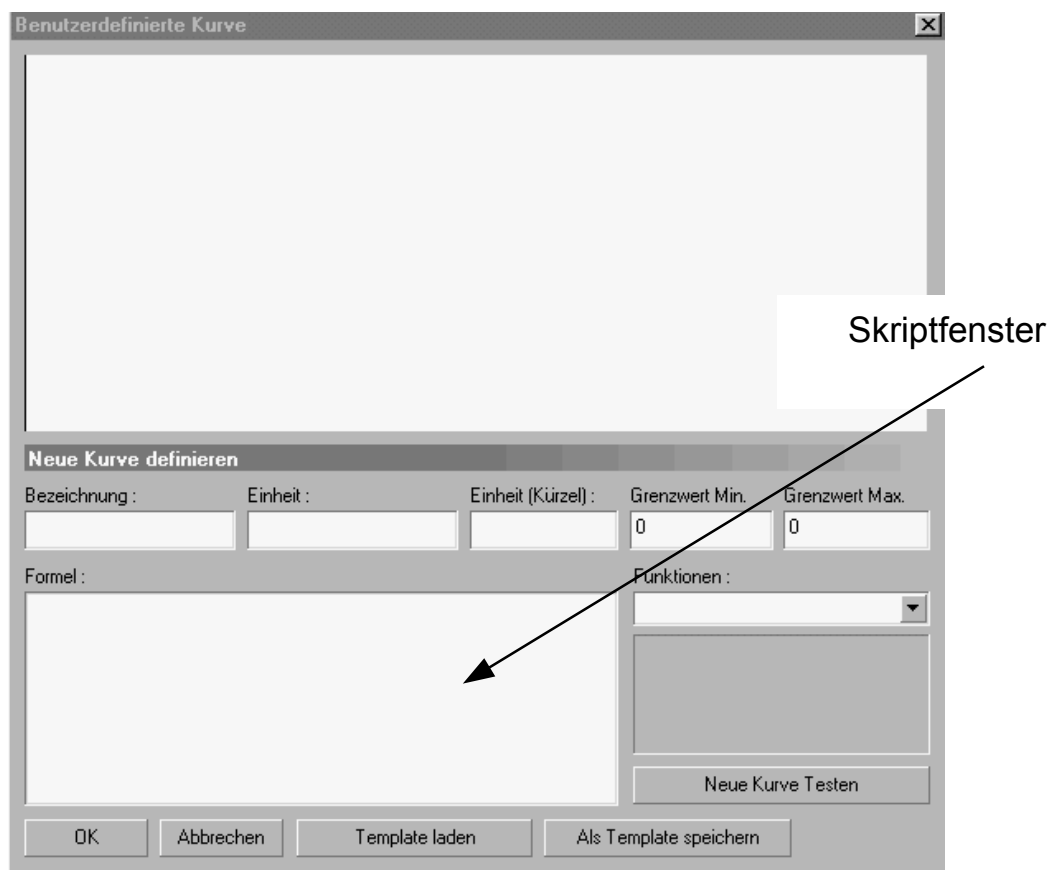 Benutzerdefinierte Kurve
Skriptfenster
Neue Kurve definieren
Bezeichnung : Einheit : Einheit (Kürzel) : Grenzwert Min. Grenzwert Max.
0 0
Formel : Funktionen :
Neue Kurve Testen
OK Abbrechen Template laden Als Template speichern